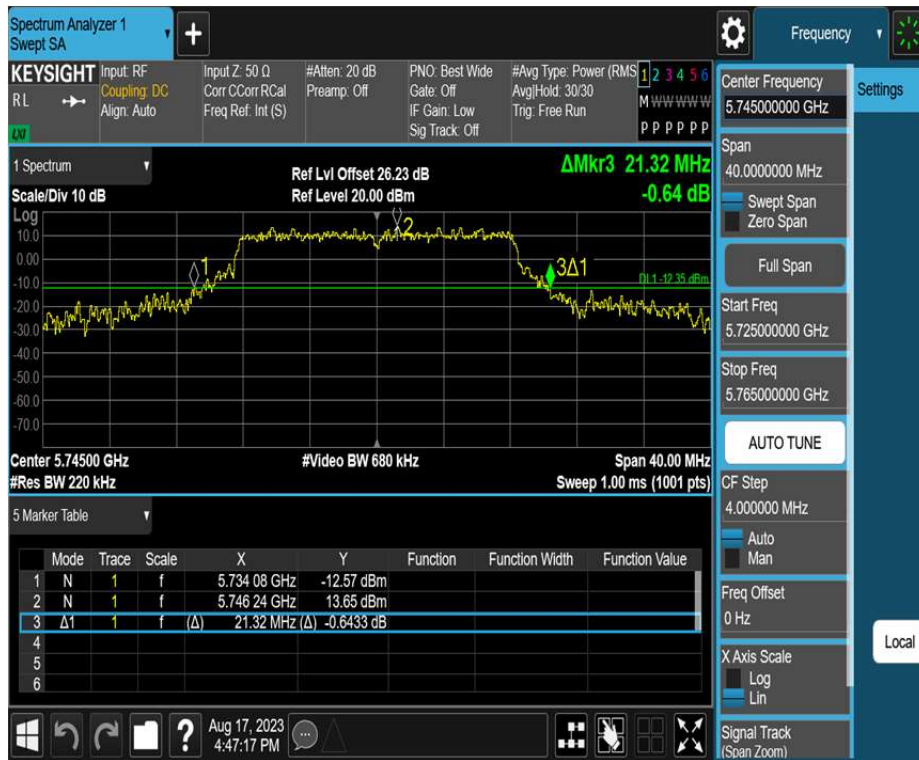 Spectrum Analyzer 1
Swept SA
+
Frequency
KEYSIGHT
RL
LXI
Input: RF
Coupling: DC
Align: Auto
Input Z: 50 Ω
Corr CCorr RCal
Freq Ref: Int (S)
#Atten: 20 dB
Preamp: Off
PNO: Best Wide
Gate: Off
IF Gain: Low
Sig Track: Off
#Avg Type: Power (RMS
Avg|Hold: 30/30
Trig: Free Run
1 2 3 4 5 6
M W W W W W
P P P P P P
1 Spectrum
Scale/Div 10 dB
Ref Lvl Offset 26.23 dB
Ref Level 20.00 dBm
ΔMkr3 21.32 MHz
-0.64 dB
Log
10.0
0.00
-10.0
-20.0
-30.0
-40.0
-50.0
-60.0
-70.0
1
2
3Δ1
DL1 -12.35 dBm
Center 5.74500 GHz
#Video BW 680 kHz
Span 40.00 MHz
#Res BW 220 kHz
Sweep 1.00 ms (1001 pts)
5 Marker Table
Mode Trace Scale X Y Function Function Width Function Value
1 N 1 f 5.734 08 GHz -12.57 dBm
2 N 1 f 5.746 24 GHz 13.65 dBm
3 Δ1 1 f (Δ) 21.32 MHz (Δ) -0.6433 dB
4
5
6
?
Aug 17, 2023
4:47:17 PM
Center Frequency
5.745000000 GHz
Span
40.0000000 MHz
Swept Span
Zero Span
Full Span
Start Freq
5.725000000 GHz
Stop Freq
5.765000000 GHz
AUTO TUNE
CF Step
4.000000 MHz
Auto
Man
Freq Offset
0 Hz
X Axis Scale
Log
Lin
Signal Track
(Span Zoom)
Settings
Local